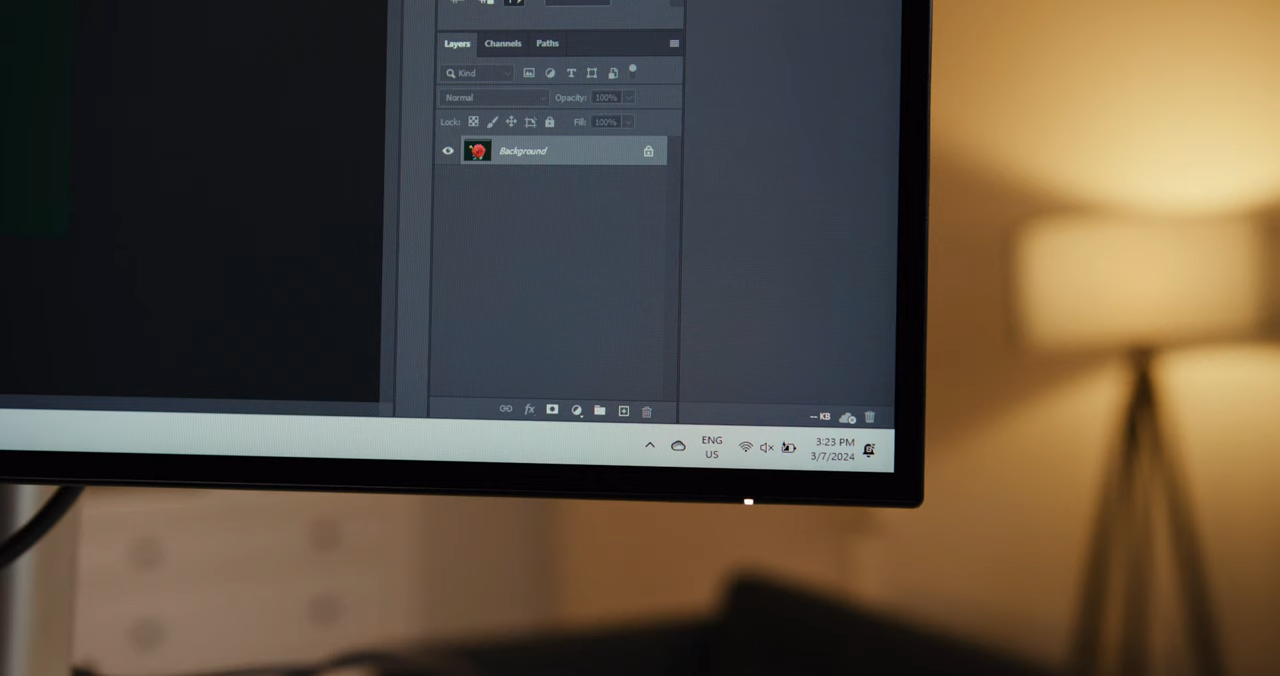 Layers Channels Paths
Kind
Normal Opacity: 100%
Lock: Fill: 100%
Background
fx
-- KB
ENG
US
3:23 PM
3/7/2024